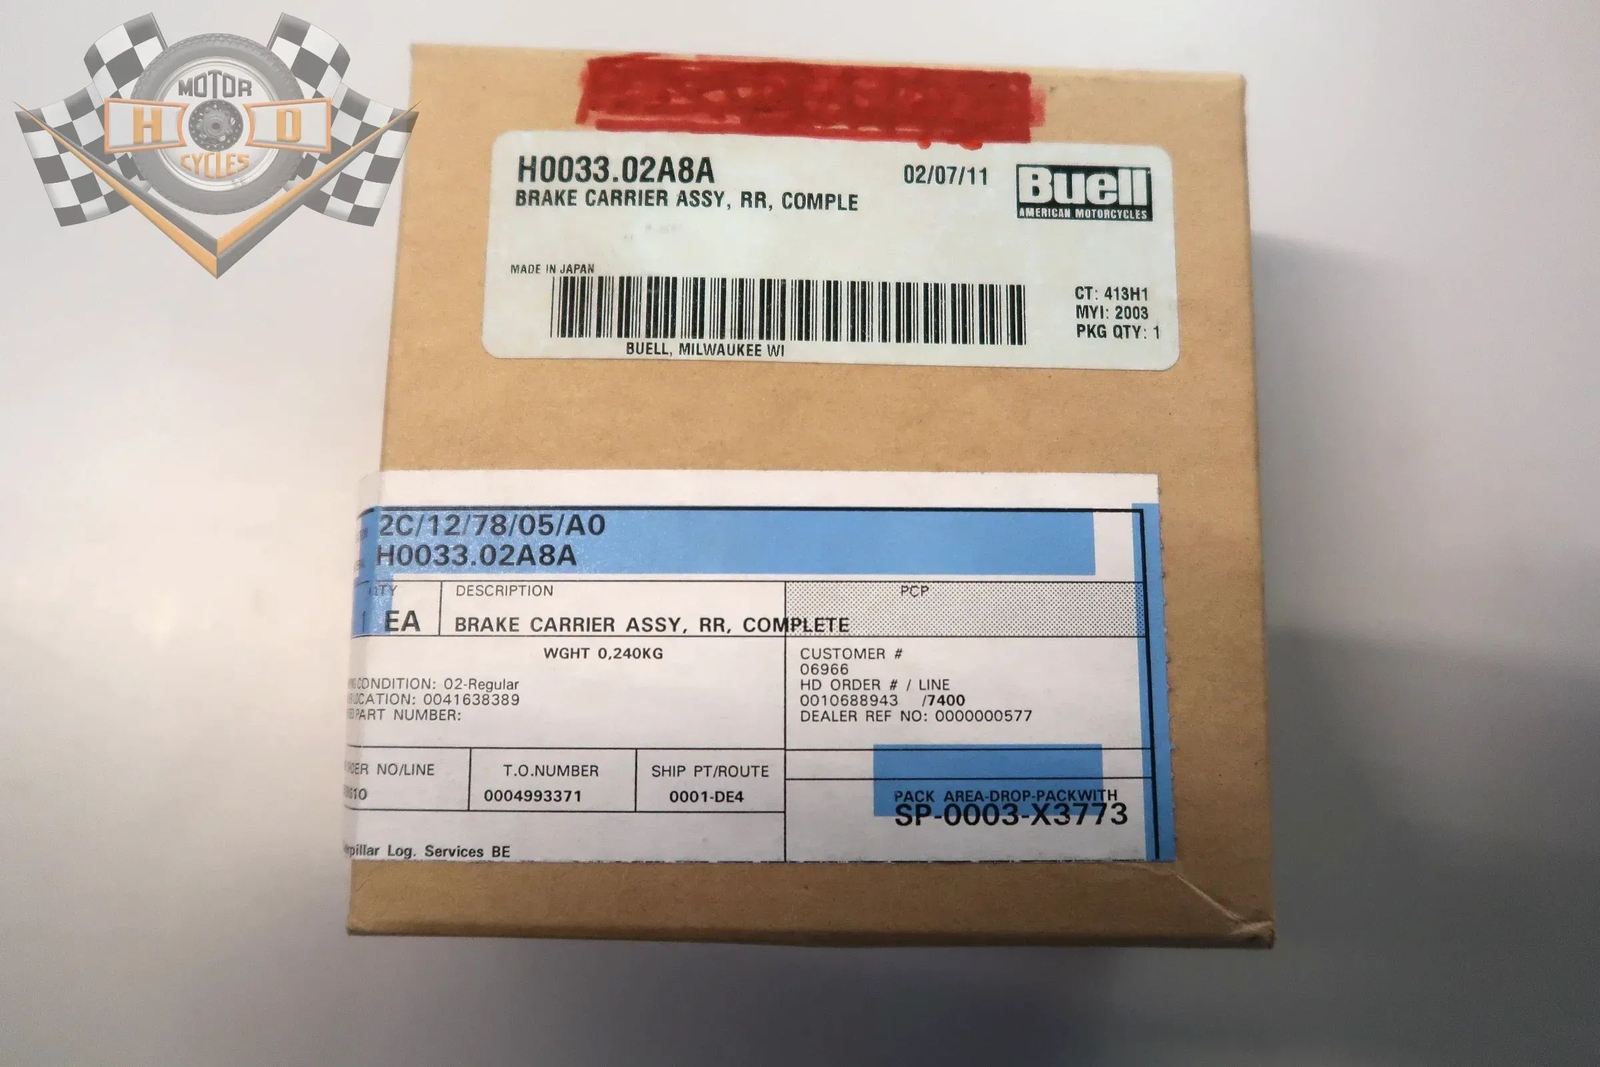 MOTOR
H D
CYCLES
H0033.02A8A
02/07/11
Buell
AMERICAN MOTORCYCLES
BRAKE CARRIER ASSY, RR, COMPLE
MADE IN JAPAN
CT: 413H1
MYI: 2003
PKG QTY: 1
BUELL, MILWAUKEE WI
2C/12/78/05/A0
H0033.02A8A
DESCRIPTION
PCP
EA
BRAKE CARRIER ASSY, RR, COMPLETE
WGHT 0,240KG
CUSTOMER #
06966
CONDITION: 02-Regular
HD ORDER # / LINE
LOCATION: 0041638389
0010688943 /7400
PART NUMBER:
DEALER REF NO: 0000000577
NO/LINE
T.O.NUMBER
SHIP PT/ROUTE
0004993371
0001-DE4
PACK AREA-DROP-PACKWITH
SP-0003-X3773
Log. Services BE